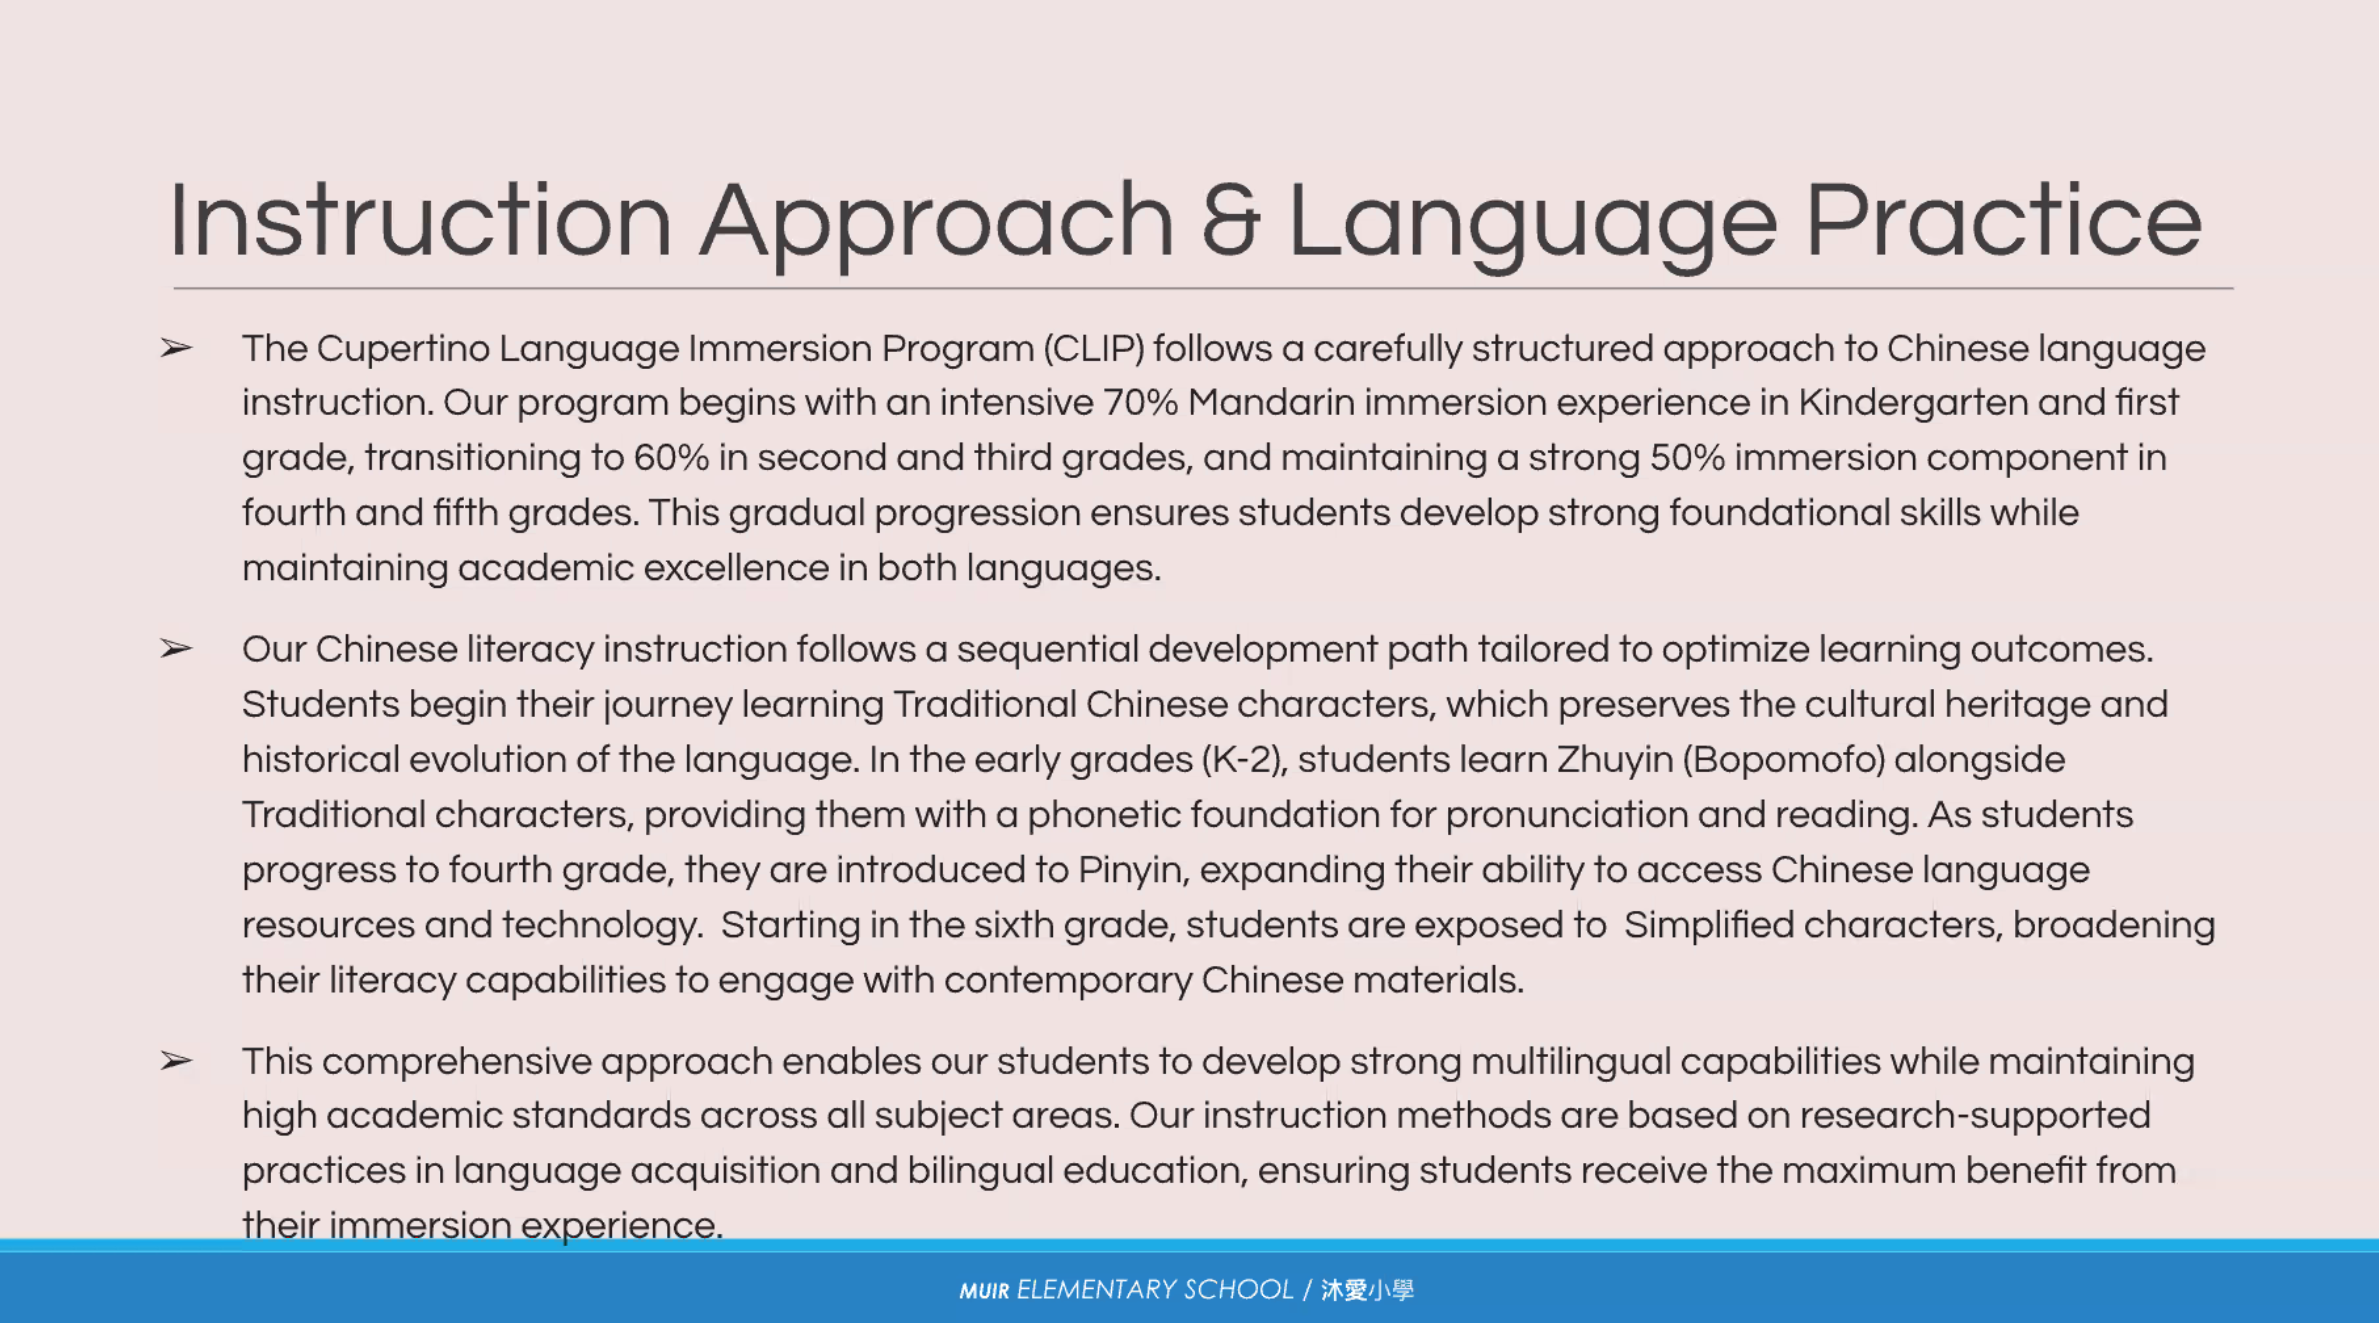 Instruction Approach & Language Practice
➢ The Cupertino Language Immersion Program (CLIP) follows a carefully structured approach to Chinese language
instruction. Our program begins with an intensive 70% Mandarin immersion experience in Kindergarten and first
grade, transitioning to 60% in second and third grades, and maintaining a strong 50% immersion component in
fourth and fifth grades. This gradual progression ensures students develop strong foundational skills while
maintaining academic excellence in both languages.
➢ Our Chinese literacy instruction follows a sequential development path tailored to optimize learning outcomes.
Students begin their journey learning Traditional Chinese characters, which preserves the cultural heritage and
historical evolution of the language. In the early grades (K-2), students learn Zhuyin (Bopomofo) alongside
Traditional characters, providing them with a phonetic foundation for pronunciation and reading. As students
progress to fourth grade, they are introduced to Pinyin, expanding their ability to access Chinese language
resources and technology.  Starting in the sixth grade, students are exposed to  Simplified characters, broadening
their literacy capabilities to engage with contemporary Chinese materials.
➢ This comprehensive approach enables our students to develop strong multilingual capabilities while maintaining
high academic standards across all subject areas. Our instruction methods are based on research-supported
practices in language acquisition and bilingual education, ensuring students receive the maximum benefit from
their immersion experience.
MUIR ELEMENTARY SCHOOL / 沐愛小學